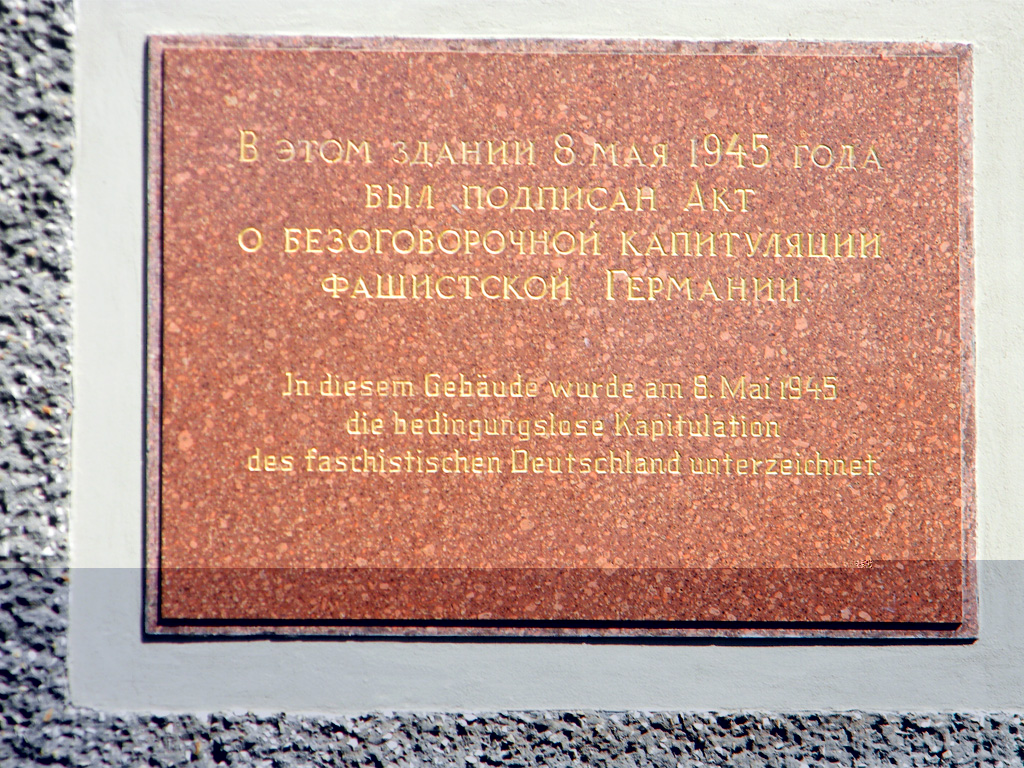 В этом здании 8 мая 1945 года
был подписан Акт
о безоговорочной капитуляции
фашистской Германии.
In diesem Gebäude wurde am 8. Mai 1945
die bedingungslose Kapitulation
des faschistischen Deutschland unterzeichnet.